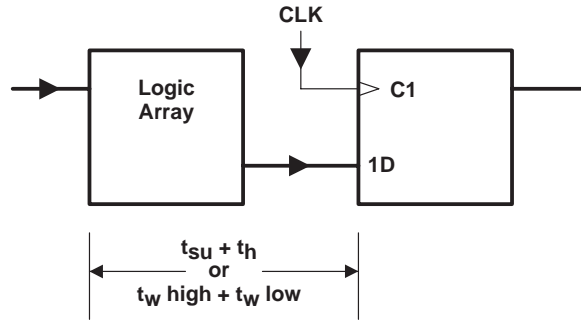 CLK
Logic
Array
C1
1D
tsu + th
or
tw high + tw low